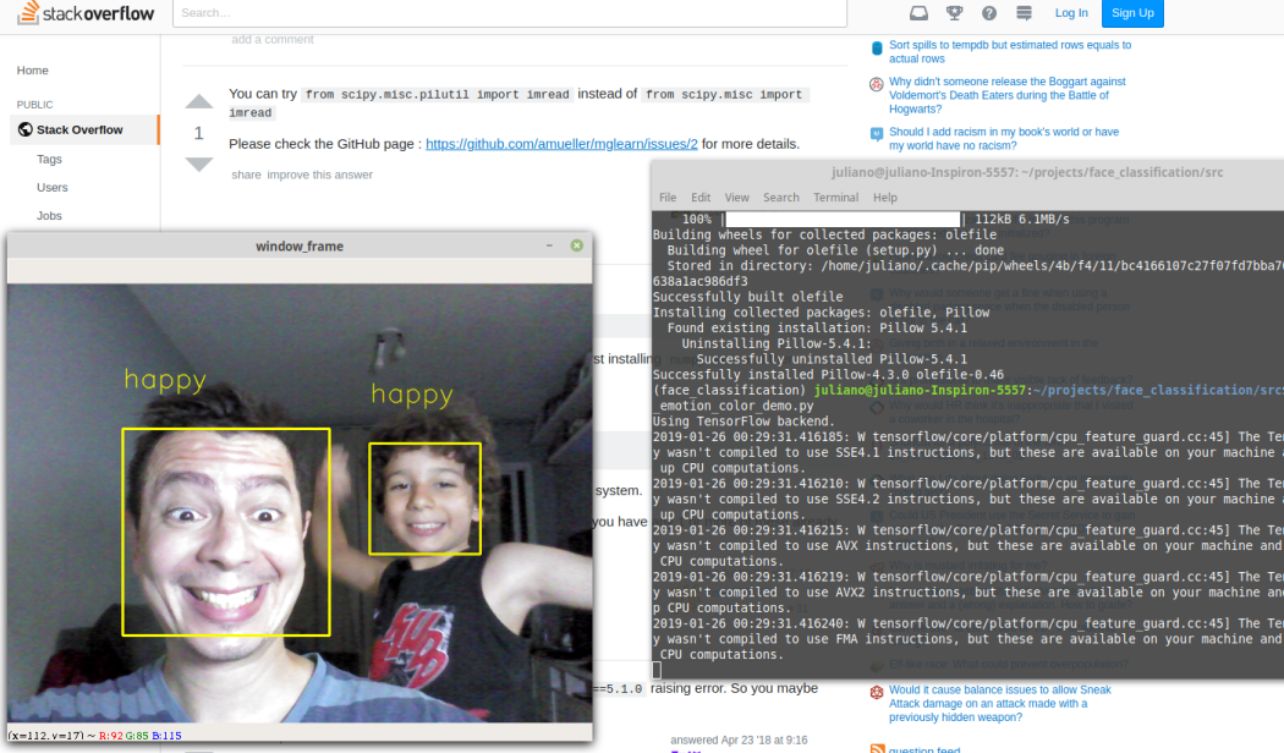 stackoverflow
Search...
Log In
Sign Up
Home
PUBLIC
Stack Overflow
Tags
Users
Jobs
add a comment
You can try from scipy.misc.pilutil import imread instead of from scipy.misc import
imread
1
Please check the GitHub page : https://github.com/amueller/mglearn/issues/2 for more details.
share improve this answer
Sort spills to tempdb but estimated rows equals to
actual rows
Why didn't someone release the Boggart against
Voldemort's Death Eaters during the Battle of
Hogwarts?
Should I add racism in my book's world or have
my world have no racism?
window_frame
happy
happy
(x=112, y=17) ~ R:92 G:85 B:115
st installing
system.
you have
==5.1.0 raising error. So you maybe
answered Apr 23 '18 at 9:16
juliano@juliano-Inspiron-5557: ~/projects/face_classification/src
File Edit View Search Terminal Help
100% | | 112kB 6.1MB/s
Building wheels for collected packages: olefile
Building wheel for olefile (setup.py) ... done
Stored in directory: /home/juliano/.cache/pip/wheels/4b/f4/11/bc4166107c27f07fd7bba7
638a1ac986df3
Successfully built olefile
Installing collected packages: olefile, Pillow
Found existing installation: Pillow 5.4.1
Uninstalling Pillow-5.4.1:
Successfully uninstalled Pillow-5.4.1
Successfully installed Pillow-4.3.0 olefile-0.46
(face_classification) juliano@juliano-Inspiron-5557:~/projects/face_classification/src
_emotion_color_demo.py
Using TensorFlow backend.
2019-01-26 00:29:31.416185: W tensorflow/core/platform/cpu_feature_guard.cc:45] The Te
y wasn't compiled to use SSE4.1 instructions, but these are available on your machine
up CPU computations.
2019-01-26 00:29:31.416210: W tensorflow/core/platform/cpu_feature_guard.cc:45] The Te
y wasn't compiled to use SSE4.2 instructions, but these are available on your machine
up CPU computations.
2019-01-26 00:29:31.416215: W tensorflow/core/platform/cpu_feature_guard.cc:45] The Te
y wasn't compiled to use AVX instructions, but these are available on your machine and
CPU computations.
2019-01-26 00:29:31.416219: W tensorflow/core/platform/cpu_feature_guard.cc:45] The Te
y wasn't compiled to use AVX2 instructions, but these are available on your machine an
p CPU computations.
2019-01-26 00:29:31.416240: W tensorflow/core/platform/cpu_feature_guard.cc:45] The Te
y wasn't compiled to use FMA instructions, but these are available on your machine and
CPU computations.
Elf-like race: What could prevent overpopulation?
Would it cause balance issues to allow Sneak
Attack damage on an attack made with a
previously hidden weapon?
question feed